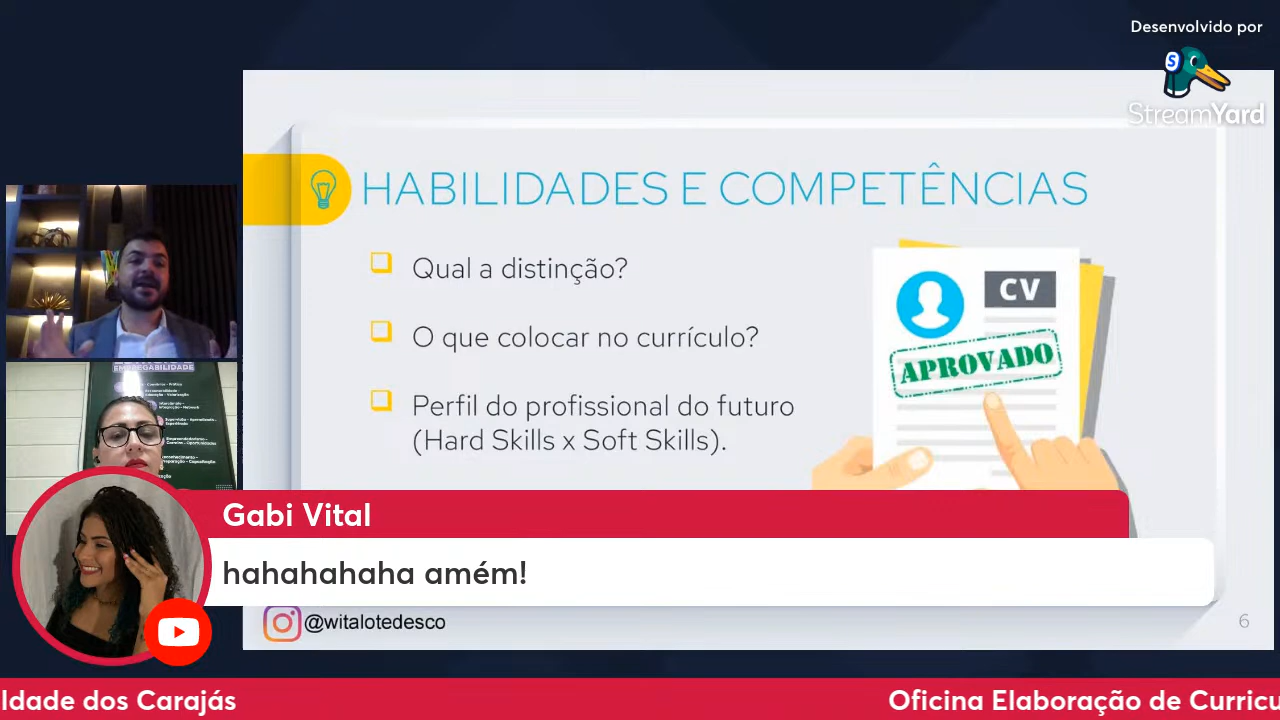 Desenvolvido por
StreamYard
HABILIDADES E COMPETÊNCIAS
Qual a distinção?
O que colocar no currículo?
Perfil do profissional do futuro
(Hard Skills x Soft Skills).
CV
APROVADO
EMPREGABILIDADE
Gabi Vital
hahahahaha amém!
@witalotedesco
6
ldade dos Carajás
Oficina Elaboração de Curricu